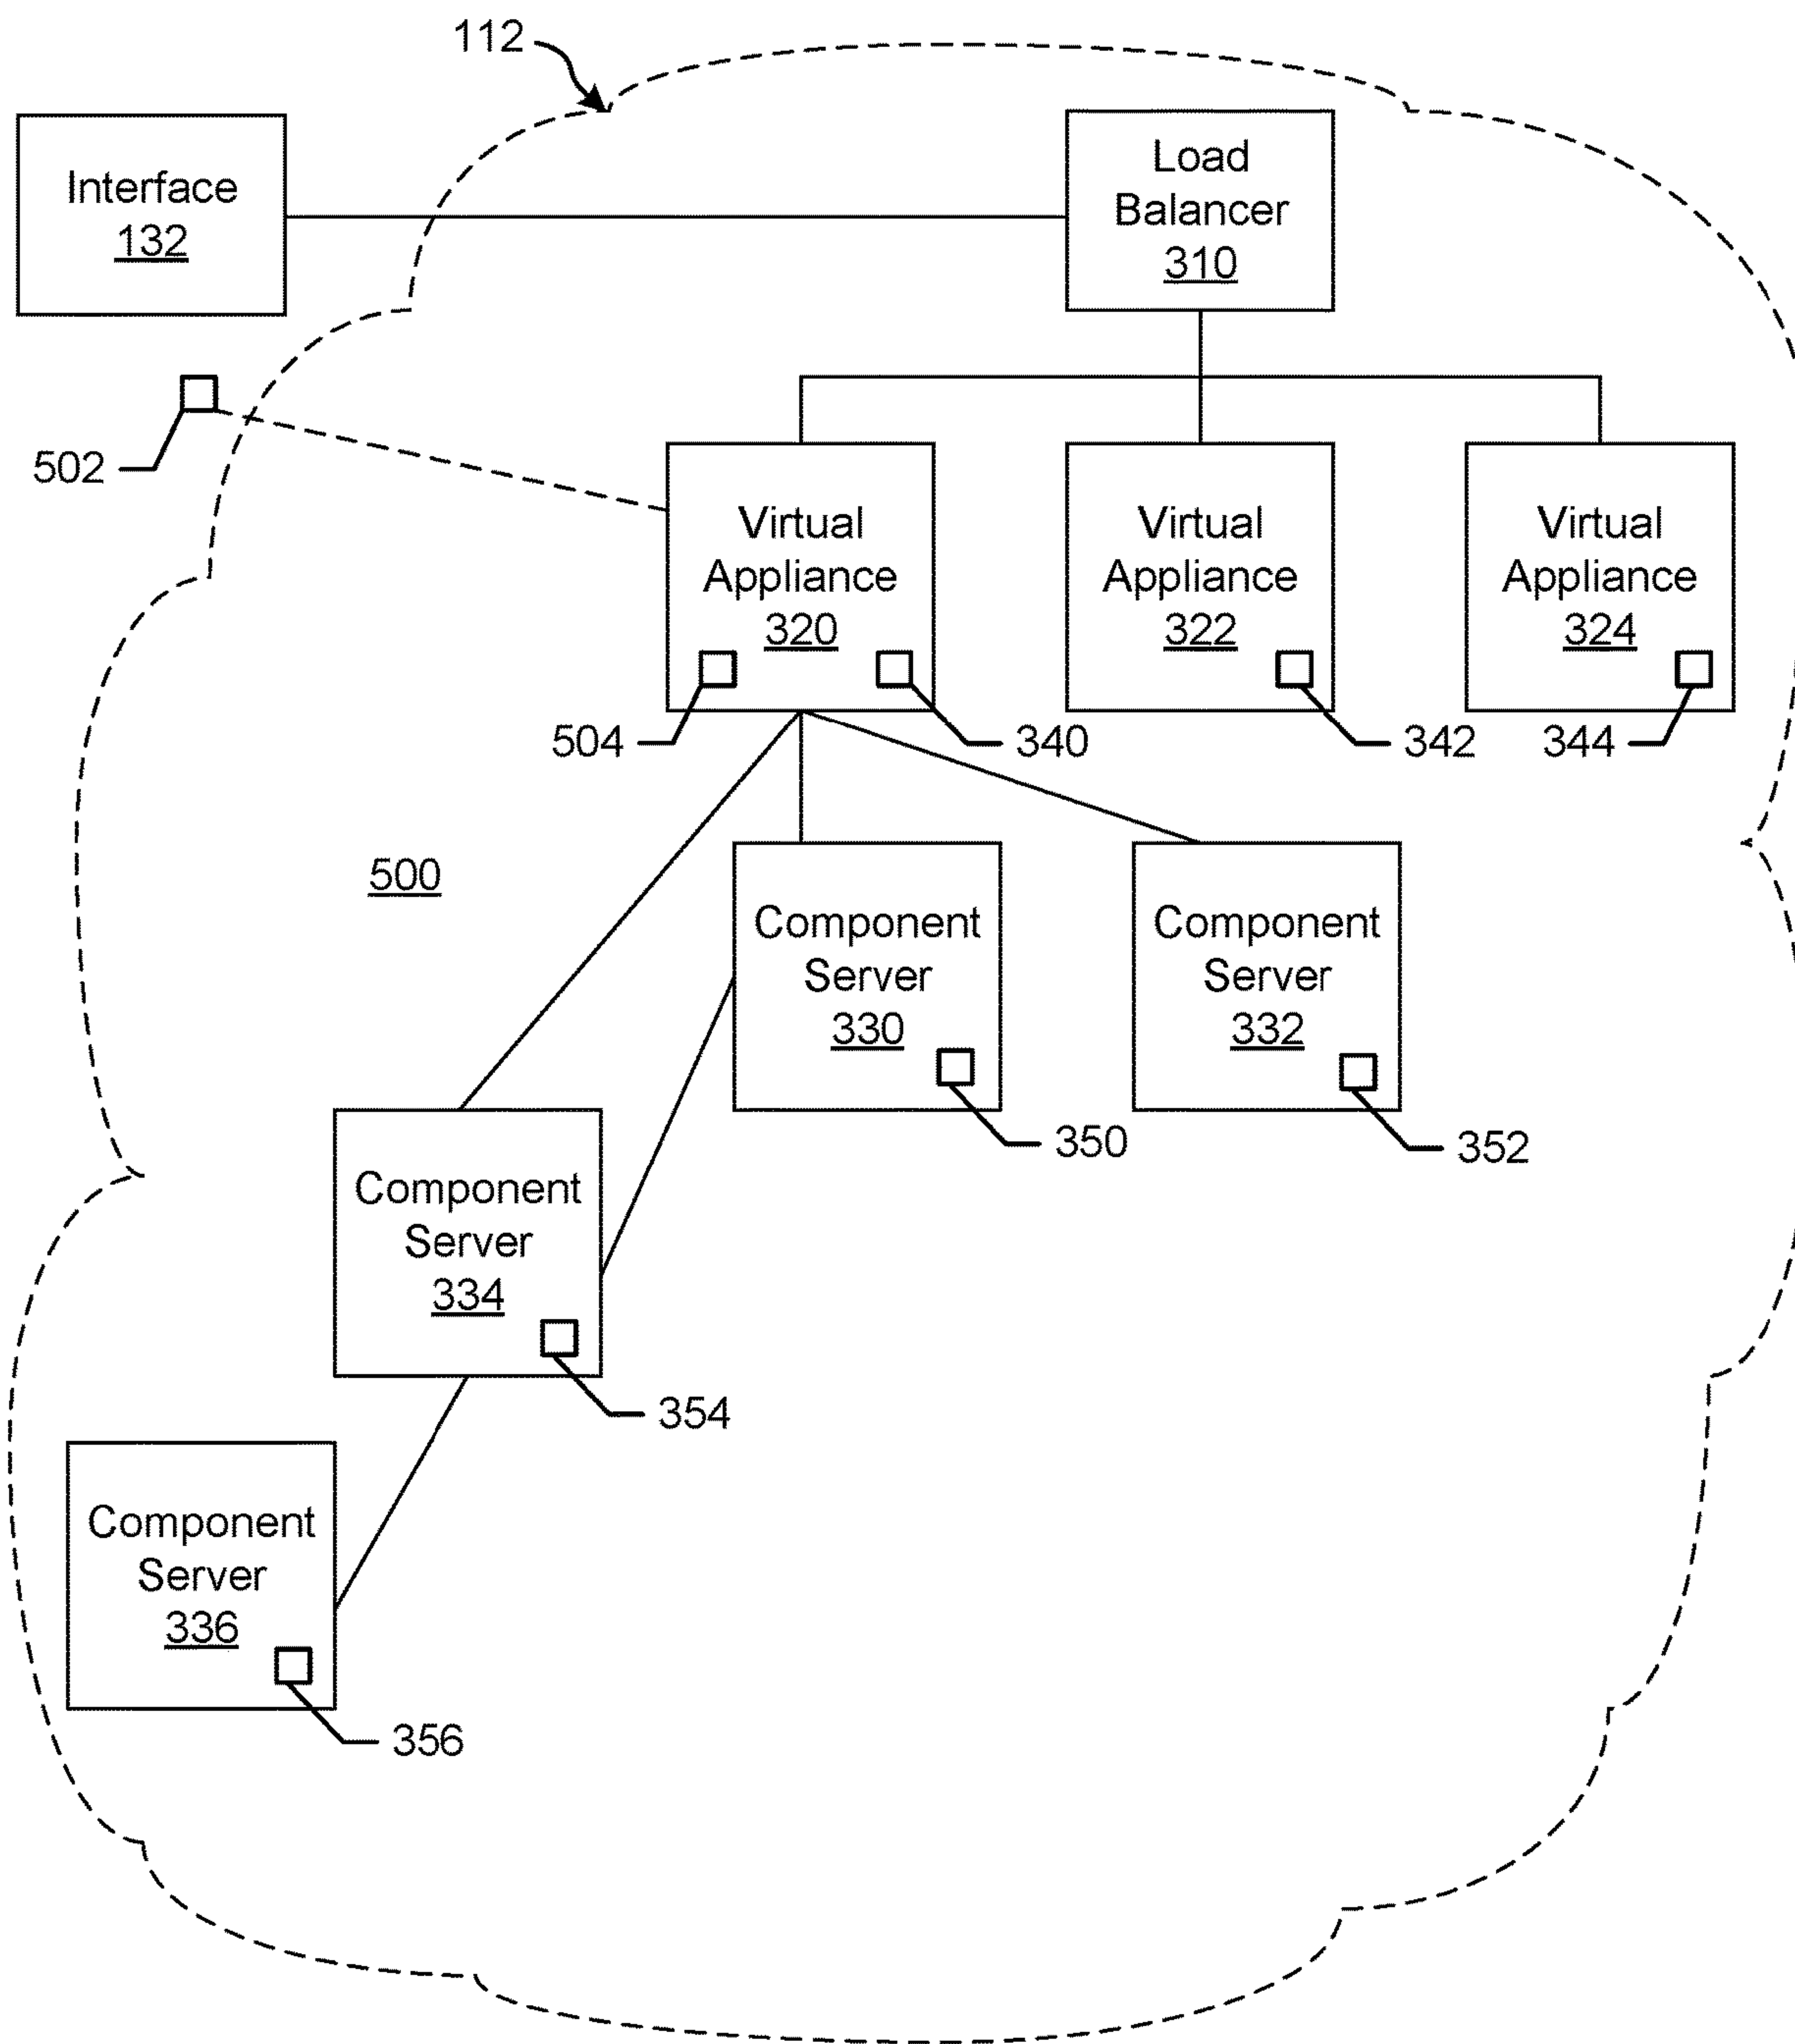 112
Interface
132
Load
Balancer
310
502
Virtual
Appliance
320
Virtual
Appliance
322
Virtual
Appliance
324
504
340
342
344
500
Component
Server
330
Component
Server
332
350
352
Component
Server
334
354
Component
Server
336
356